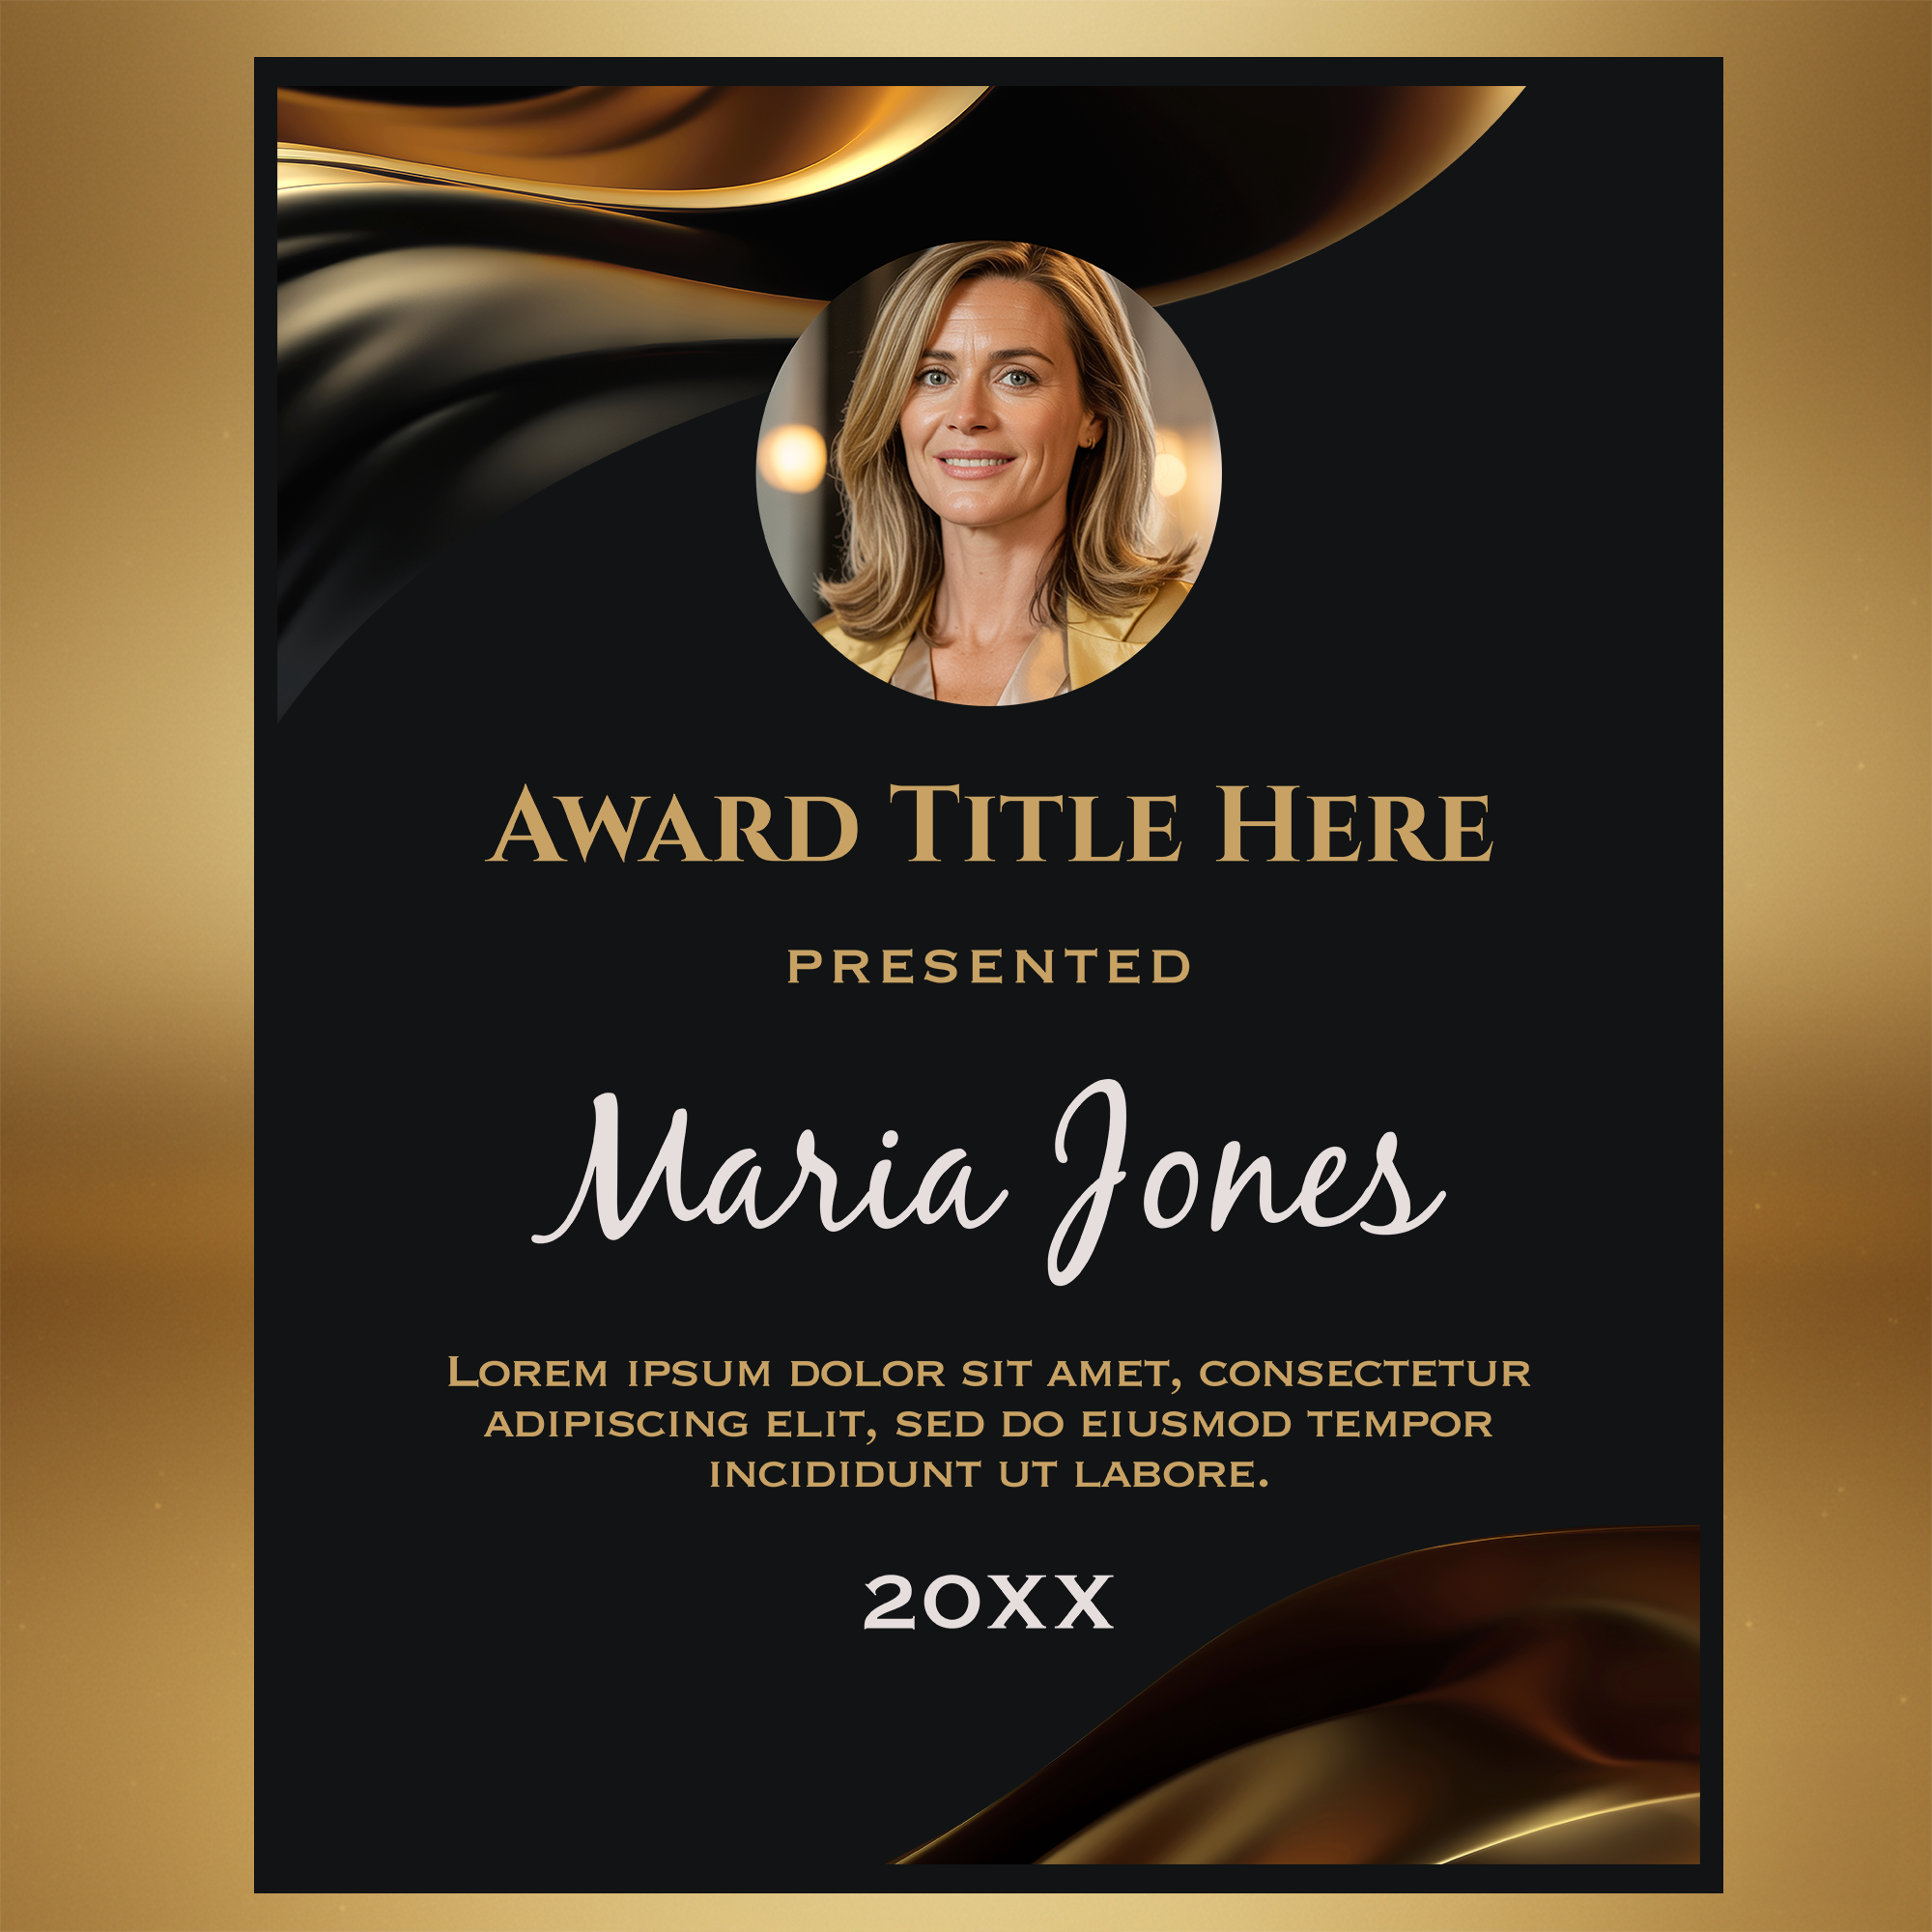 Award Title Here
PRESENTED
Maria Jones
Lorem ipsum dolor sit amet, consectetur
adipiscing elit, sed do eiusmod tempor
incididunt ut labore.
20XX